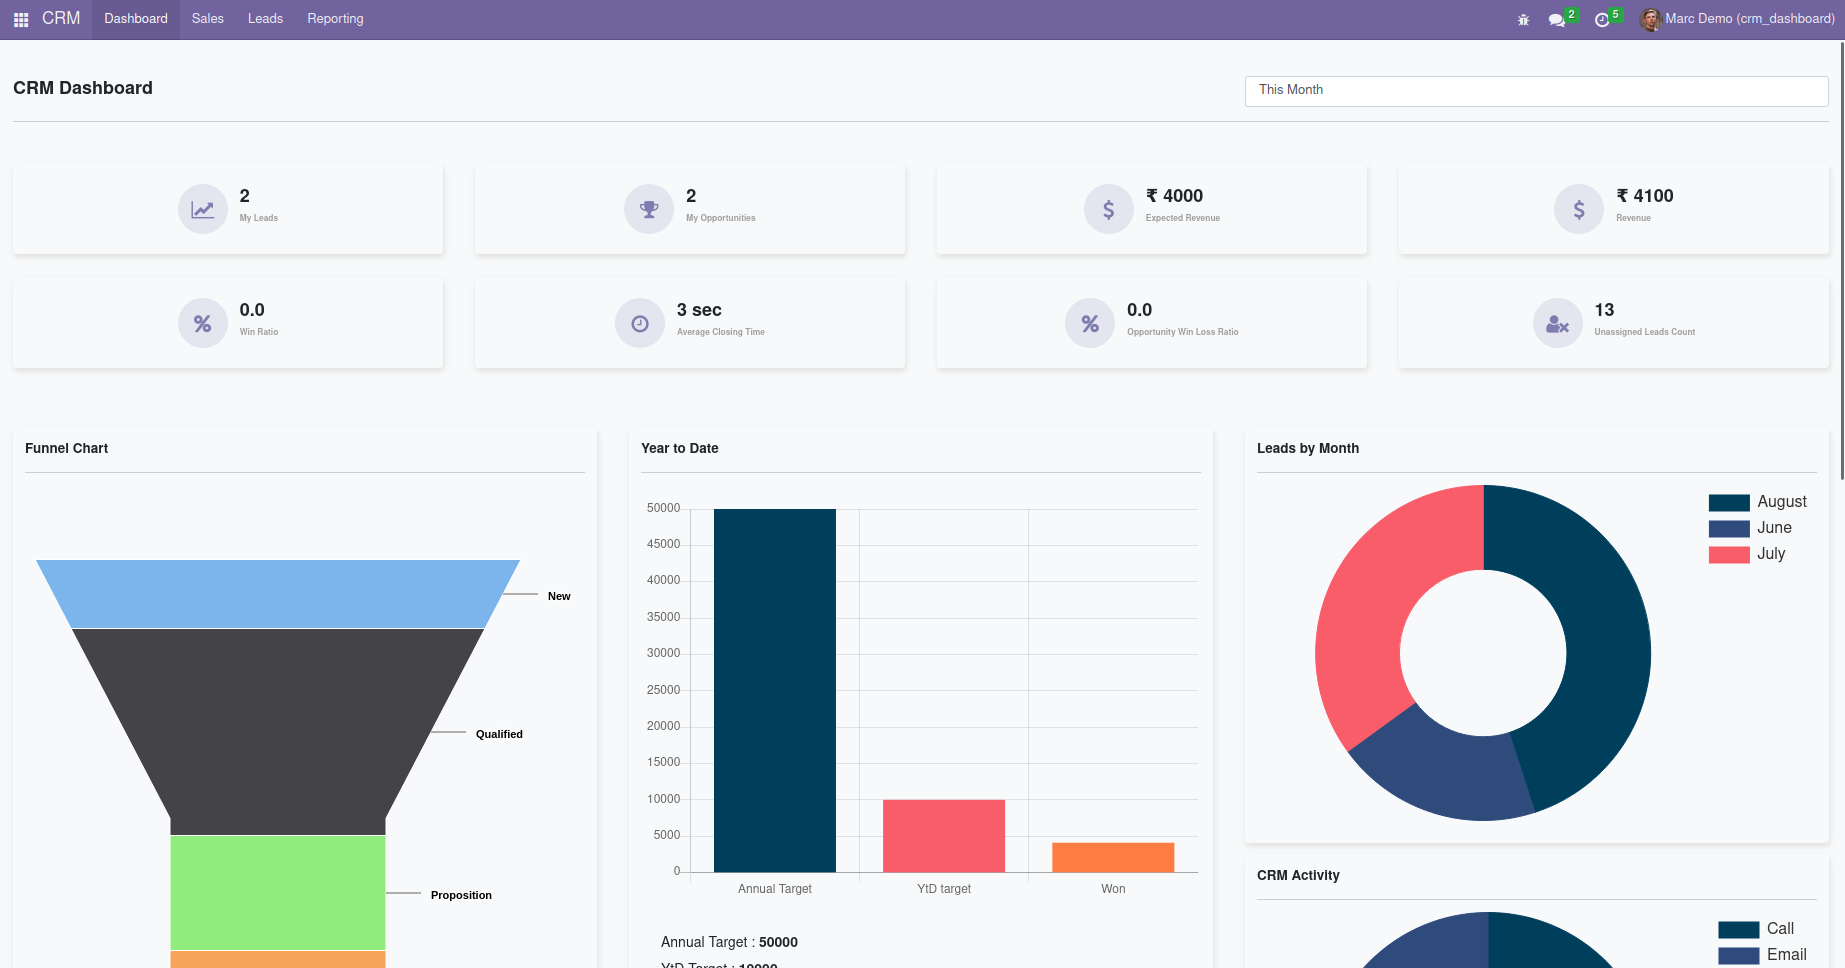 CRM Dashboard Sales Leads Reporting 2 5 Marc Demo (crm_dashboard)
CRM Dashboard
This Month
2
My Leads
2
My Opportunities
₹ 4000
Expected Revenue
₹ 4100
Revenue
0.0
Win Ratio
3 sec
Average Closing Time
0.0
Opportunity Win Loss Ratio
13
Unassigned Leads Count
Funnel Chart
New
Qualified
Proposition
Year to Date
50000
45000
40000
35000
30000
25000
20000
15000
10000
5000
0
Annual Target YtD target Won
Annual Target : 50000
YtD Target : 10000
Leads by Month
August
June
July
CRM Activity
Call
Email